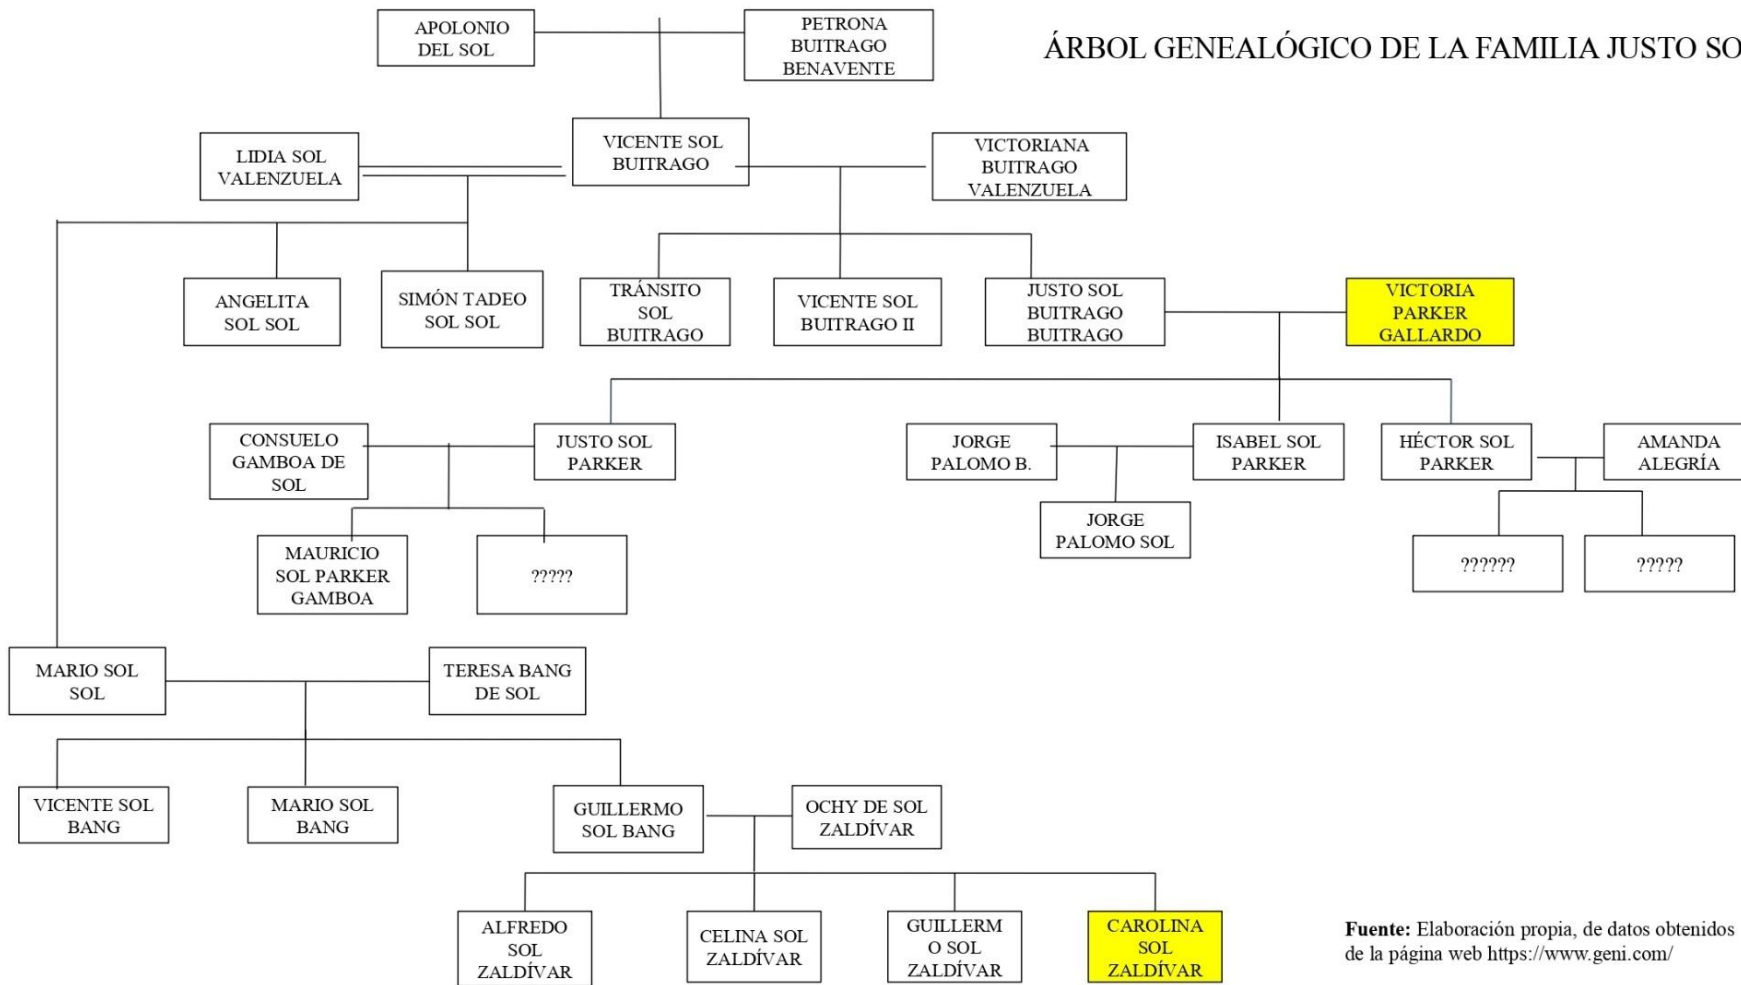 APOLONIO
DEL SOL
PETRONA
BUITRAGO
BENAVENTE
ÁRBOL GENEALÓGICO DE LA FAMILIA JUSTO SO
LIDIA SOL
VALENZUELA
VICENTE SOL
BUITRAGO
VICTORIANA
BUITRAGO
VALENZUELA
ANGELITA
SOL SOL
SIMÓN TADEO
SOL SOL
TRÁNSITO
SOL
BUITRAGO
VICENTE SOL
BUITRAGO II
JUSTO SOL
BUITRAGO
BUITRAGO
VICTORIA
PARKER
GALLARDO
CONSUELO
GAMBOA DE
SOL
JUSTO SOL
PARKER
JORGE
PALOMO B.
ISABEL SOL
PARKER
HÉCTOR SOL
PARKER
AMANDA
ALEGRÍA
JORGE
PALOMO SOL
MAURICIO
SOL PARKER
GAMBOA
?????
??????
?????
MARIO SOL
SOL
TERESA BANG
DE SOL
VICENTE SOL
BANG
MARIO SOL
BANG
GUILLERMO
SOL BANG
OCHY DE SOL
ZALDÍVAR
ALFREDO
SOL
ZALDÍVAR
CELINA SOL
ZALDÍVAR
GUILLERM
O SOL
ZALDÍVAR
CAROLINA
SOL
ZALDÍVAR
Fuente: Elaboración propia, de datos obtenidos
de la página web https://www.geni.com/